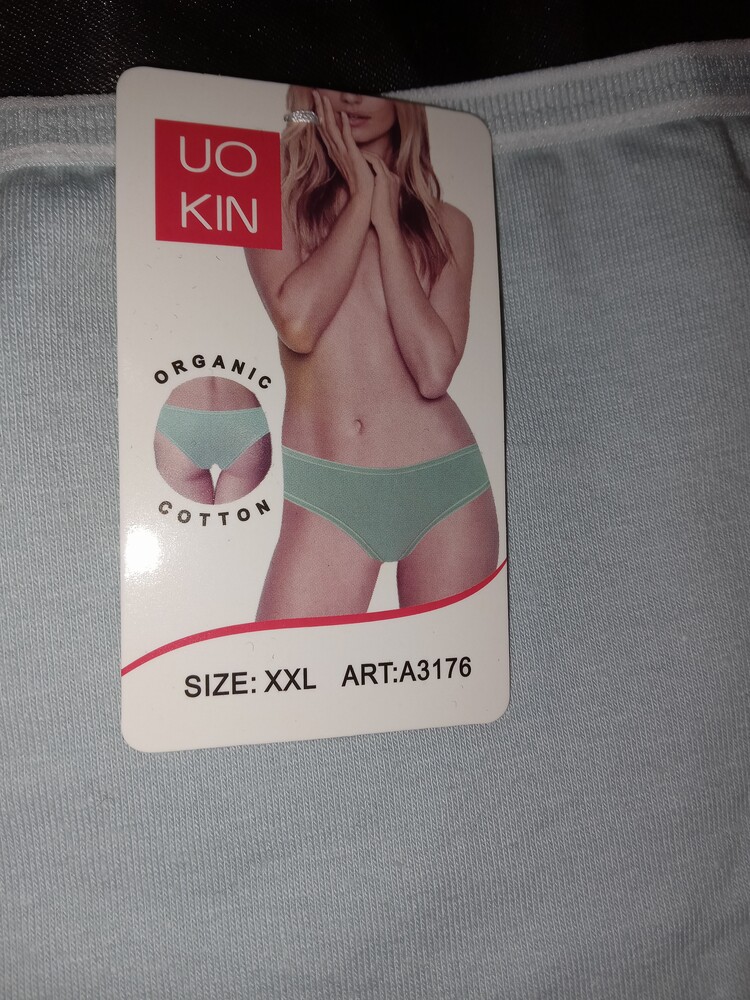 UO
KIN
ORGANIC
COTTON
SIZE: XXL ART:A3176